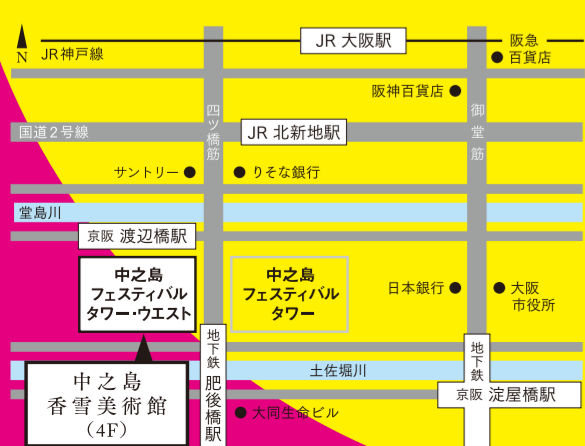 N
JR神戸線
JR 大阪駅
阪急
百貨店
阪神百貨店
四ツ橋筋
御堂筋
国道2号線
JR 北新地駅
サントリー
りそな銀行
堂島川
京阪 渡辺橋駅
中之島
フェスティバル
タワー・ウエスト
中之島
フェスティバル
タワー
日本銀行
大阪
市役所
地下鉄 肥後橋駅
土佐堀川
地下鉄
京阪 淀屋橋駅
中之島
香雪美術館
(4F)
大同生命ビル